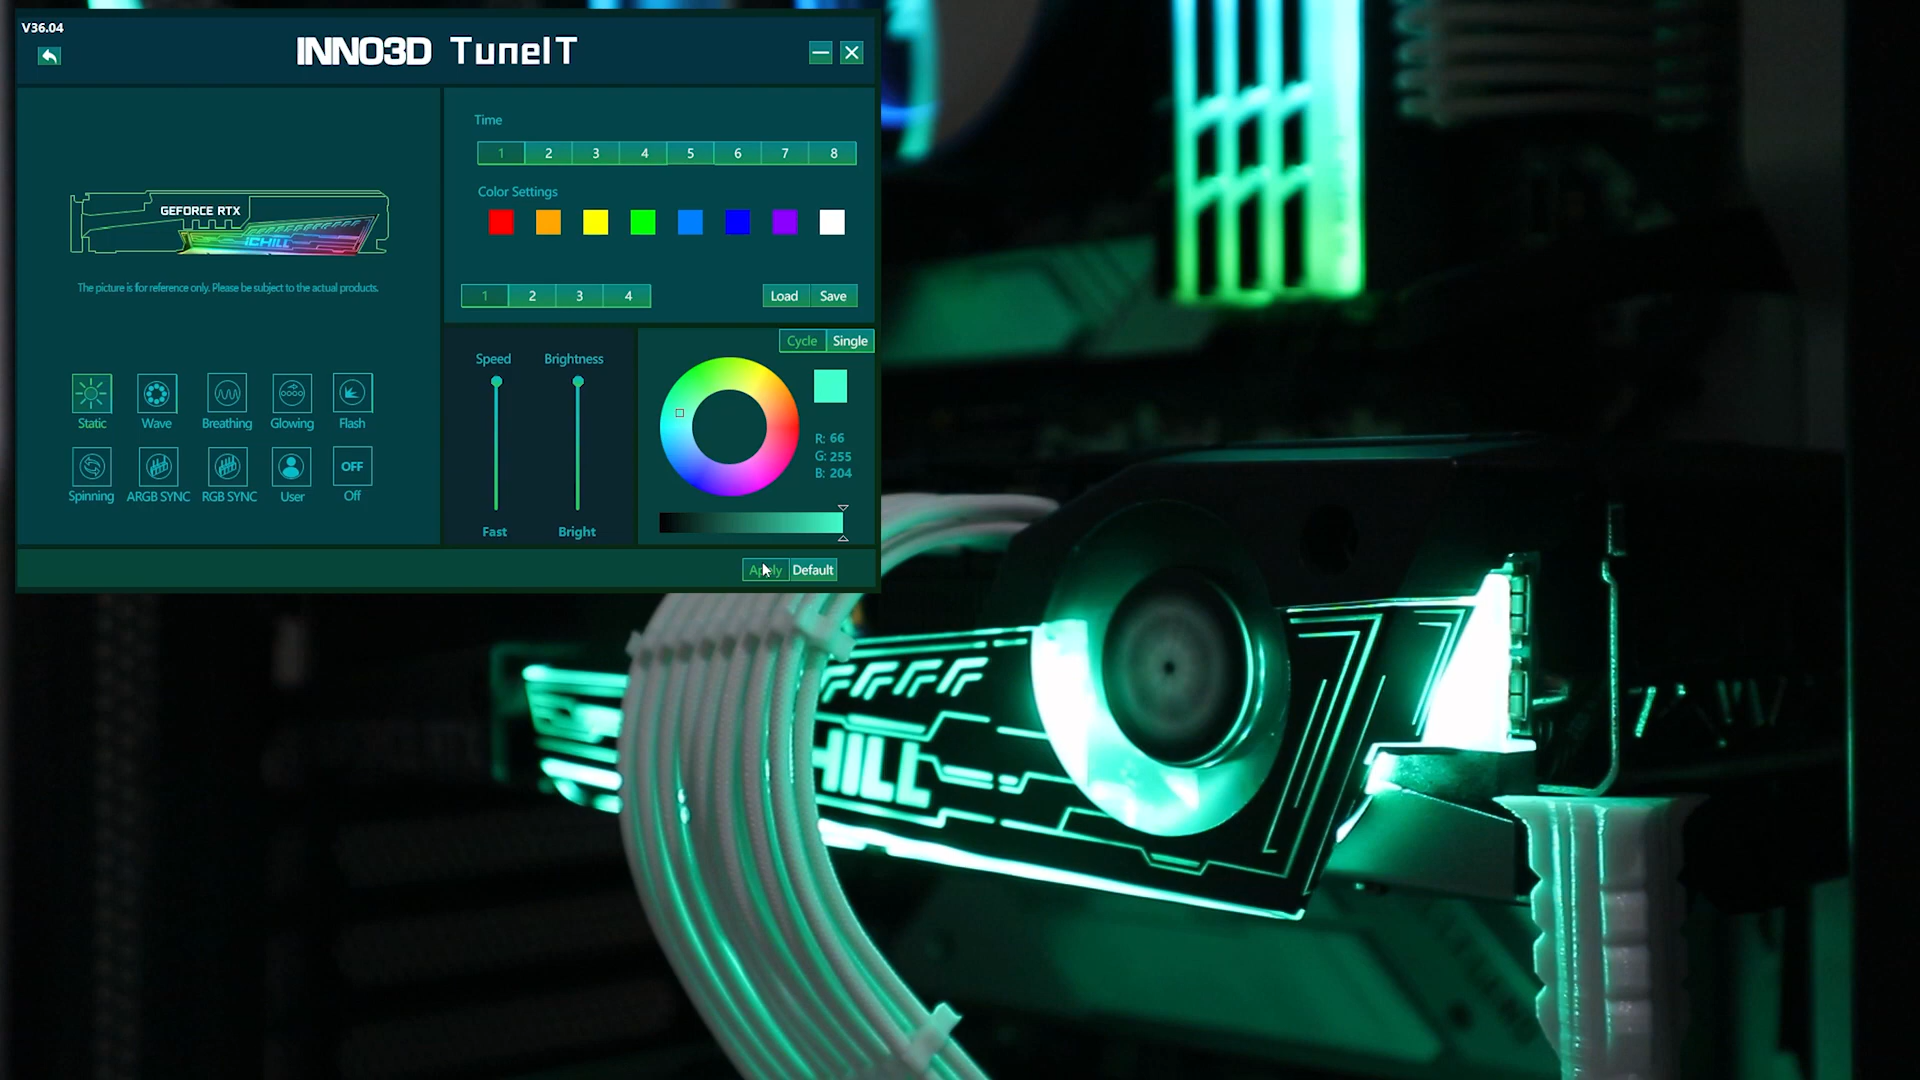 V36.04
INNO3D TuneIT
Time
1 2 3 4 5 6 7 8
Color Settings
GEFORCE RTX
iCHILL
The picture is for reference only. Please be subject to the actual products.
1 2 3 4
Load Save
Cycle Single
Speed Brightness
R: 66
G: 255
B: 204
Static Wave Breathing Glowing Flash
OFF
Spinning ARGB SYNC RGB SYNC User Off
Fast Bright
Apply Default
HILL